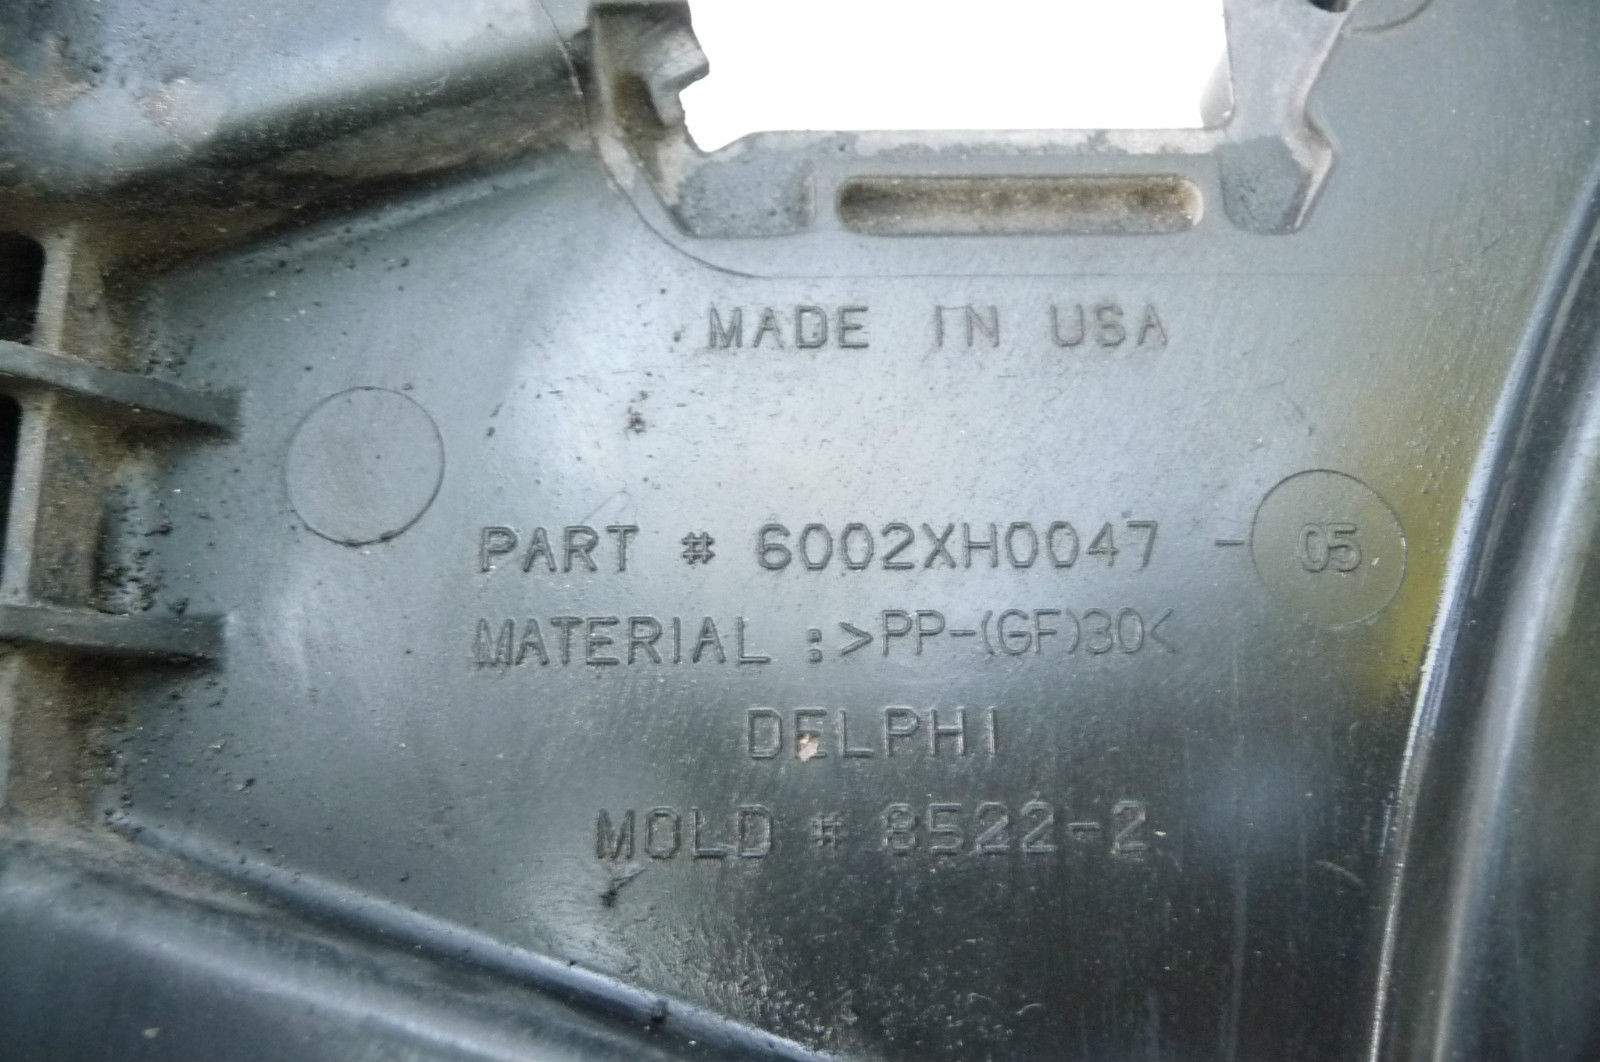 MADE IN USA
PART # 6002XH0047 - 05
MATERIAL :>PP-(GF)30<
DELPHI
MOLD # 8522-2